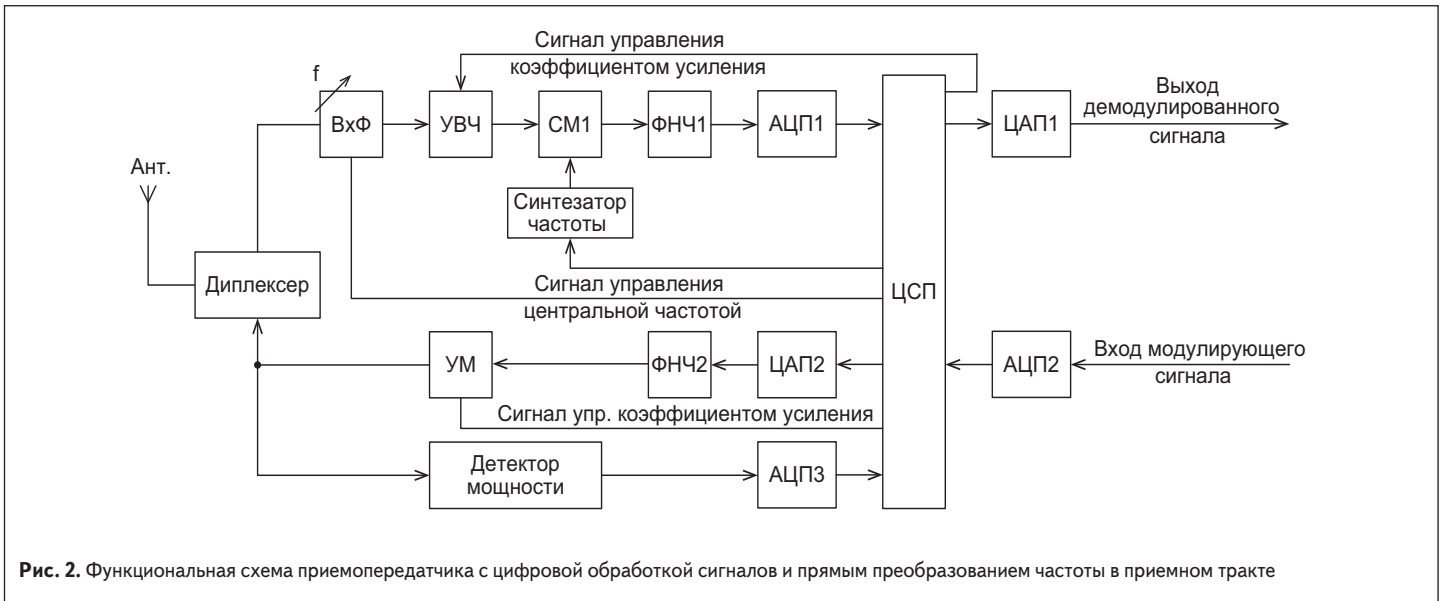 Сигнал управления
коэффициентом усиления
f
ВхФ
УВЧ
СМ1
ФНЧ1
АЦП1
ЦАП1
Выход
демодулированного
сигнала
Ант.
Синтезатор
частоты
Диплексер
Сигнал управления
центральной частотой
ЦСП
УМ
ФНЧ2
ЦАП2
АЦП2
Вход модулирующего
сигнала
Сигнал упр. коэффициентом усиления
Детектор
мощности
АЦП3
Рис. 2. Функциональная схема приемопередатчика с цифровой обработкой сигналов и прямым преобразованием частоты в приемном тракте